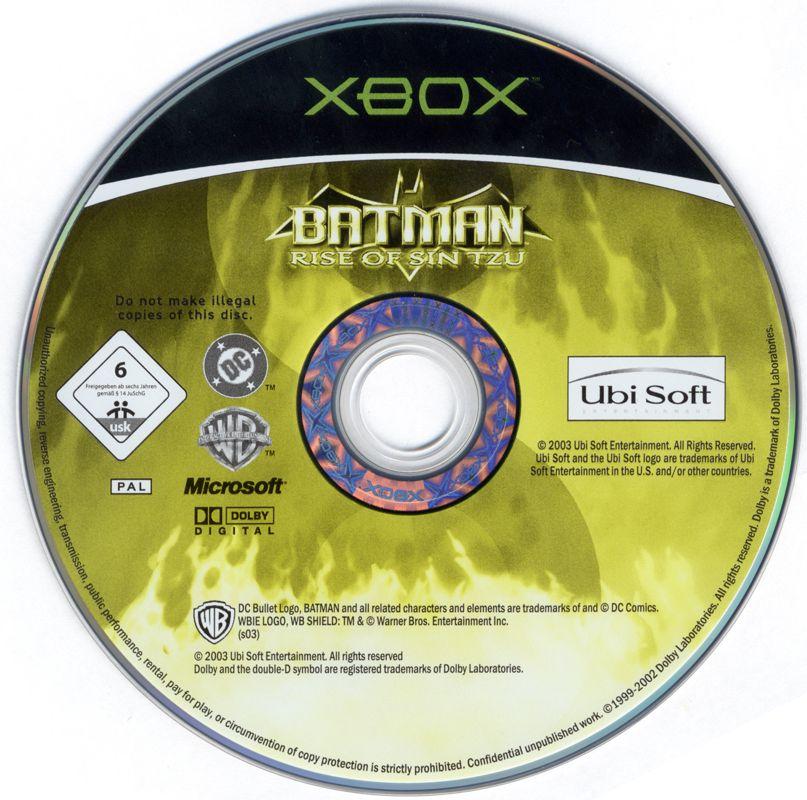 XBOX™
BATMAN
RISE OF SIN TZU
Do not make illegal
copies of this disc.
6
Freigegeben ab sechs Jahren
gemäß § 14 JuSchG
usk
DC
TM
TM
PAL
Microsoft®
DOLBY
DIGITAL
XBOX
Ubi Soft
ENTERTAINMENT
© 2003 Ubi Soft Entertainment. All Rights Reserved.
Ubi Soft and the Ubi Soft logo are trademarks of Ubi
Soft Entertainment in the U.S. and/or other countries.
WB
DC Bullet Logo, BATMAN and all related characters and elements are trademarks of and © DC Comics.
WBIE LOGO, WB SHIELD: TM & © Warner Bros. Entertainment Inc.
(s03)
© 2003 Ubi Soft Entertainment. All rights reserved
Dolby and the double-D symbol are registered trademarks of Dolby Laboratories.
Unauthorized copying, reverse engineering, transmission, public performance, rental, pay for play, or circumvention of copy protection is strictly prohibited. Confidential unpublished work. ©1999-2002 Dolby Laboratories. All rights reserved. Dolby is a trademark of Dolby Laboratories.